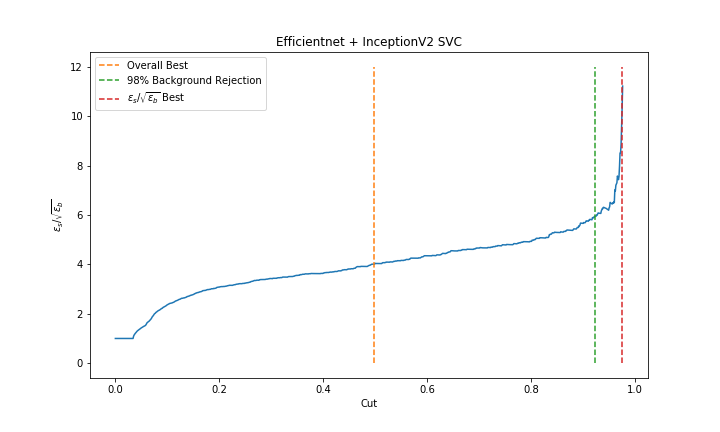 Efficientnet + InceptionV2 SVC
Overall Best
98% Background Rejection
εs/√εb Best
12
10
8
6
4
2
0
εs/√εb
0.0 0.2 0.4 0.6 0.8 1.0
Cut